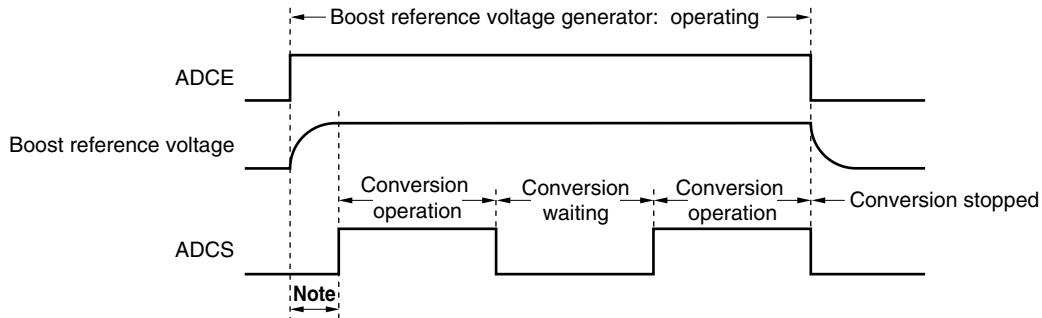 Boost reference voltage generator: operating
ADCE
Boost reference voltage
Conversion operation
Conversion waiting
Conversion operation
Conversion stopped
ADCS
Note